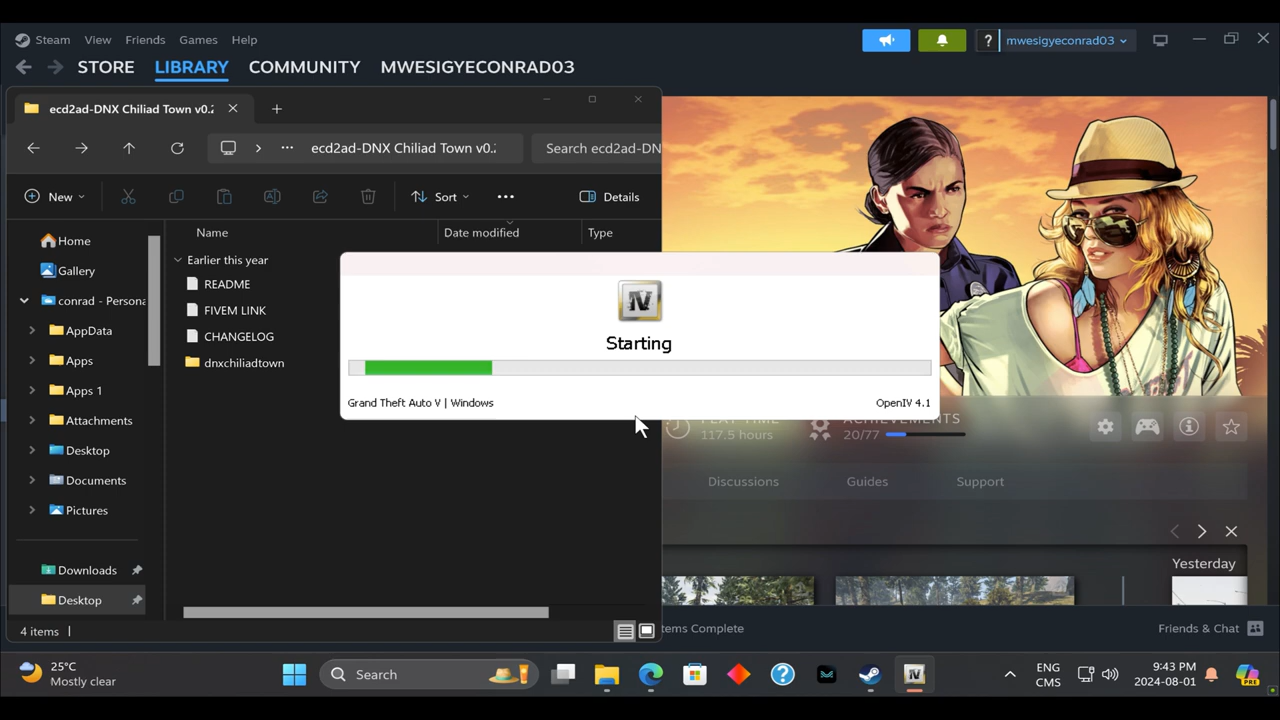 Steam View Friends Games Help
? mwesigyeconrad03
STORE LIBRARY COMMUNITY MWESIGYECONRAD03
ecd2ad-DNX Chiliad Town v0.2
ecd2ad-DNX Chiliad Town v0.
Search ecd2ad-DN
New Sort Details
Name Date modified Type
Home
Gallery
conrad - Persona
AppData
Apps
Apps 1
Attachments
Desktop
Documents
Pictures
Downloads
Desktop
Earlier this year
README
FIVEM LINK
CHANGELOG
dnxchiliadtown
4 items
IV
Starting
Grand Theft Auto V | Windows OpenIV 4.1
PLAY TIME
117.5 hours
ACHIEVEMENTS
20/77
Discussions Guides Support
Yesterday
ems Complete
Friends & Chat
25°C
Mostly clear
Search
ENG
CMS
9:43 PM
2024-08-01
PRE